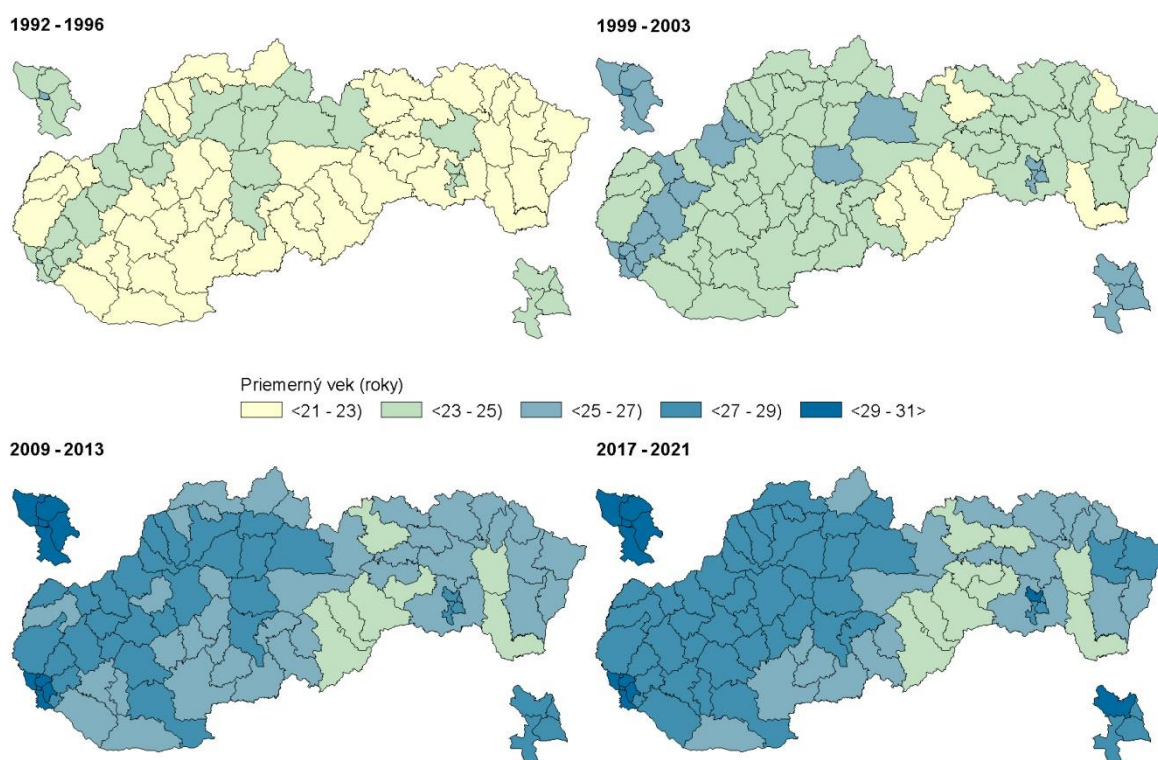 1992 - 1996
1999 - 2003
Priemerný vek (roky)
<21 - 23)
<23 - 25)
<25 - 27)
<27 - 29)
<29 - 31>
2009 - 2013
2017 - 2021